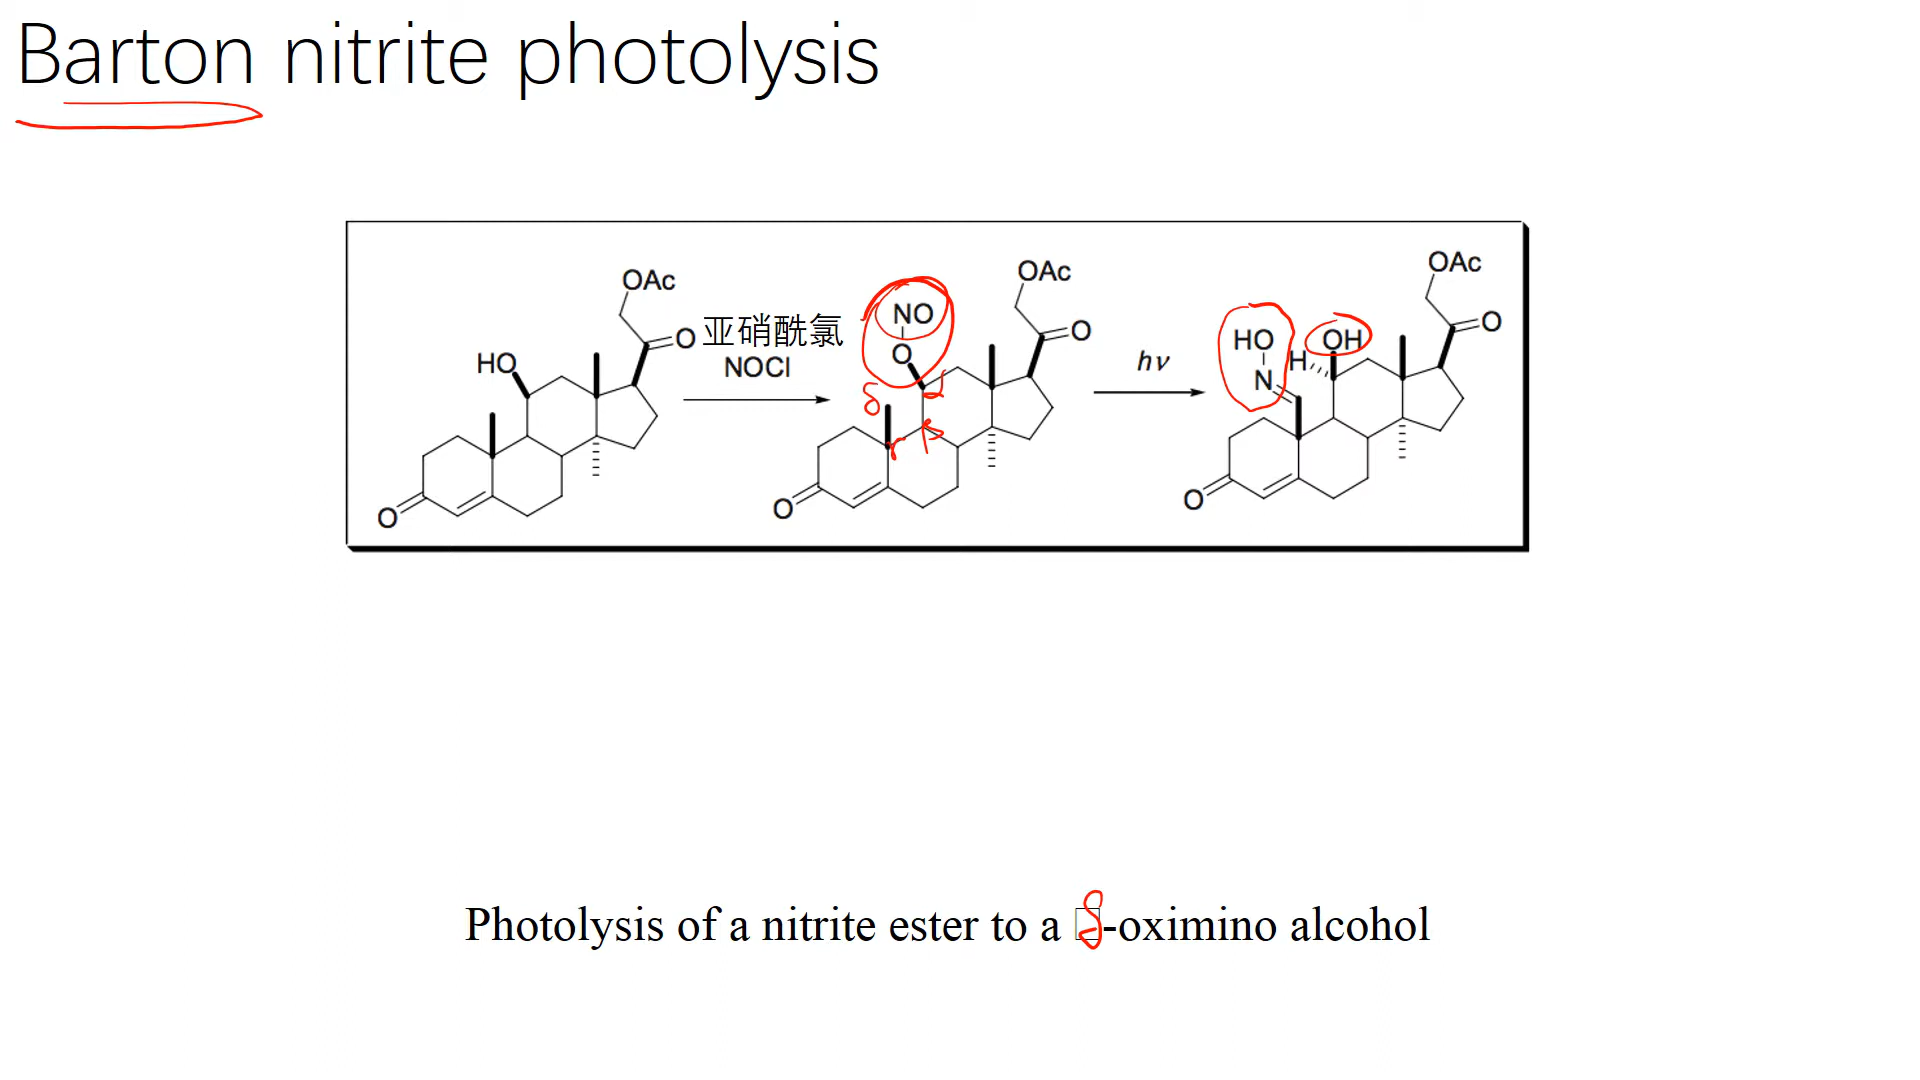 Barton nitrite photolysis
OAc
O
HO
O
亚硝酰氯
NOCl
OAc
O
NO
O
δ
α
β
γ
O
hν
OAc
O
HO
N
H
OH
O
Photolysis of a nitrite ester to a δ-oximino alcohol